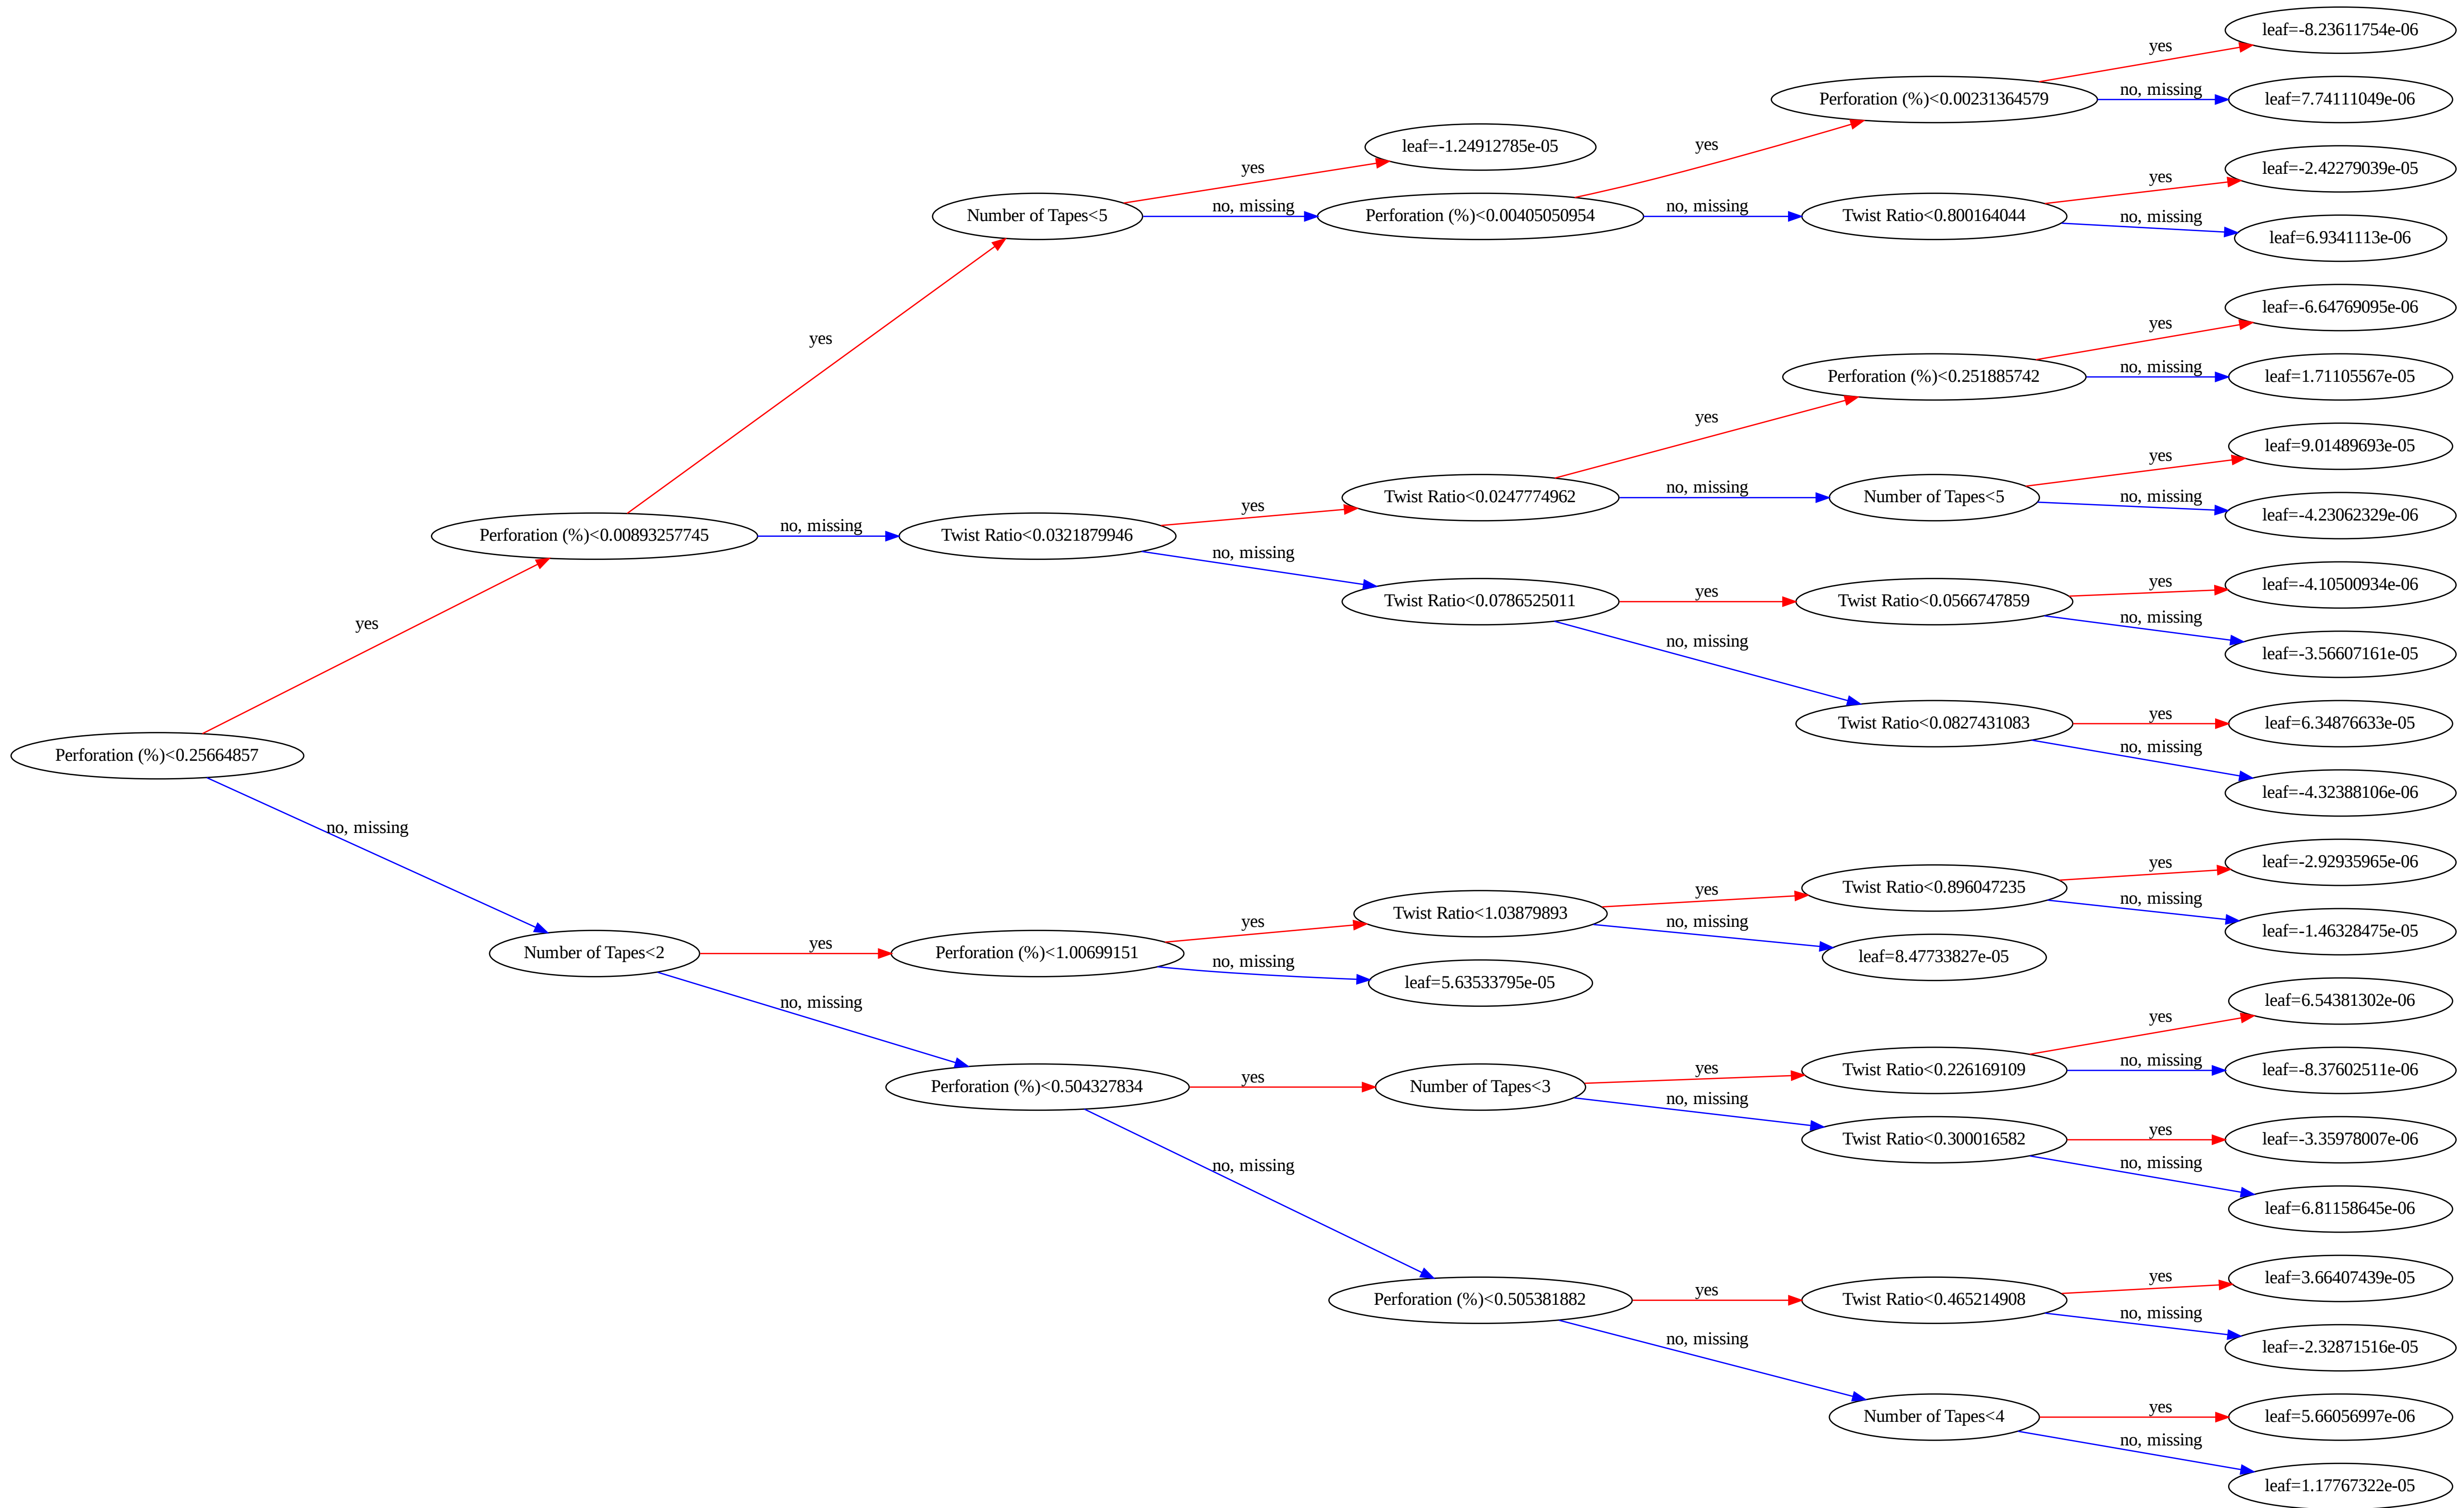 leaf=-8.23611754e-06
yes
Perforation (%)<0.00231364579
no, missing
leaf=7.74111049e-06
yes
leaf=-1.24912785e-05
yes
leaf=-2.42279039e-05
yes
Number of Tapes<5
no, missing
Perforation (%)<0.00405050954
no, missing
Twist Ratio<0.800164044
no, missing
leaf=6.9341113e-06
yes
leaf=-6.64769095e-06
yes
Perforation (%)<0.251885742
no, missing
leaf=1.71105567e-05
yes
leaf=9.01489693e-05
yes
Twist Ratio<0.0247774962
no, missing
Number of Tapes<5
no, missing
leaf=-4.23062329e-06
yes
Perforation (%)<0.00893257745
no, missing
Twist Ratio<0.0321879946
no, missing
leaf=-4.10500934e-06
yes
Twist Ratio<0.0786525011
yes
Twist Ratio<0.0566747859
no, missing
leaf=-3.56607161e-05
yes
no, missing
leaf=6.34876633e-05
yes
Twist Ratio<0.0827431083
no, missing
leaf=-4.32388106e-06
Perforation (%)<0.25664857
no, missing
leaf=-2.92935965e-06
yes
Twist Ratio<0.896047235
yes
no, missing
leaf=-1.46328475e-05
Twist Ratio<1.03879893
no, missing
leaf=8.47733827e-05
yes
Number of Tapes<2
yes
Perforation (%)<1.00699151
no, missing
leaf=5.63533795e-05
no, missing
leaf=6.54381302e-06
yes
Twist Ratio<0.226169109
no, missing
leaf=-8.37602511e-06
yes
Perforation (%)<0.504327834
yes
Number of Tapes<3
no, missing
Twist Ratio<0.300016582
yes
leaf=-3.35978007e-06
no, missing
leaf=6.81158645e-06
no, missing
leaf=3.66407439e-05
yes
Perforation (%)<0.505381882
yes
Twist Ratio<0.465214908
no, missing
leaf=-2.32871516e-05
no, missing
Number of Tapes<4
yes
leaf=5.66056997e-06
no, missing
leaf=1.17767322e-05